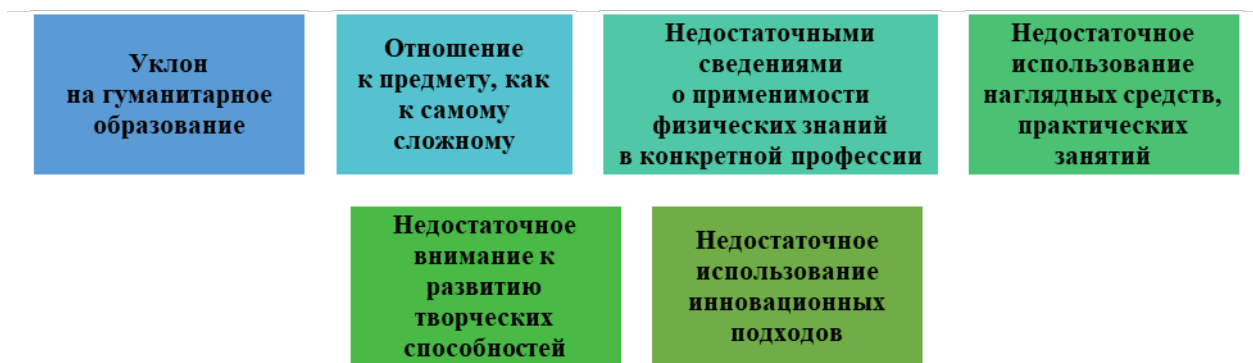 Уклон
на гуманитарное
образование
Отношение
к предмету, как
к самому
сложному
Недостаточными
сведениями
о применимости
физических знаний
в конкретной профессии
Недостаточное
использование
наглядных средств,
практических
занятий
Недостаточное
внимание к
развитию
творческих
способностей
Недостаточное
использование
инновационных
подходов